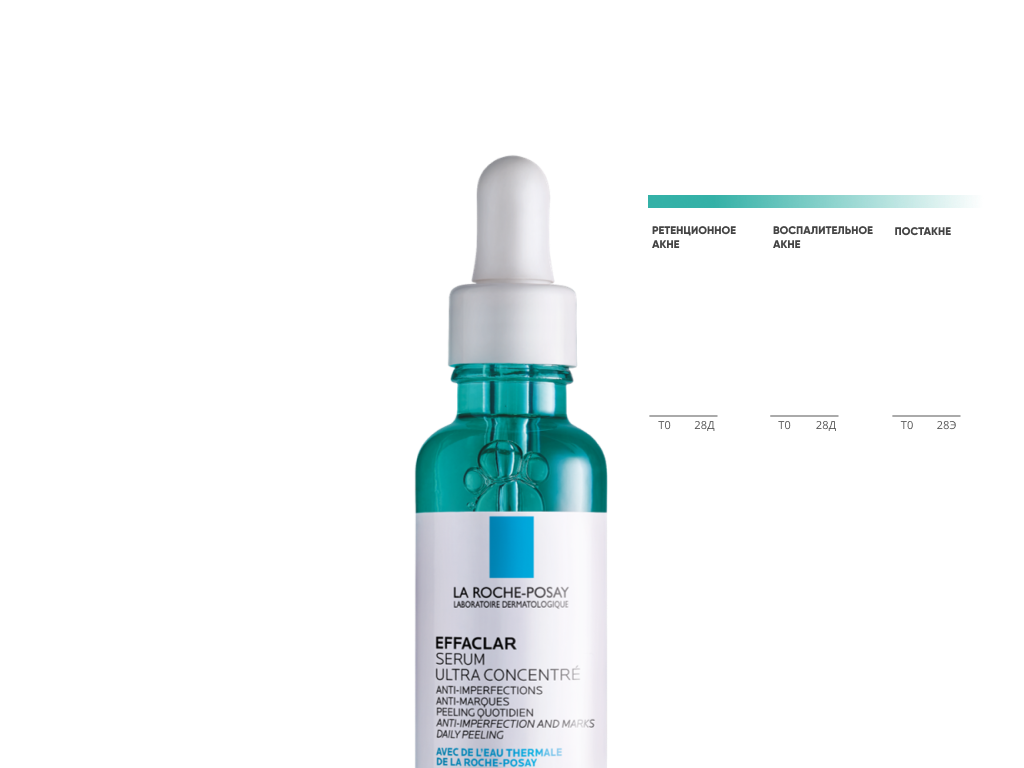 РЕТЕНЦИОННОЕ
АКНЕ
ВОСПАЛИТЕЛЬНОЕ
АКНЕ
ПОСТАКНЕ
T0 28Д
T0 28Д
T0 28Э
LA ROCHE-POSAY
LABORATOIRE DERMATOLOGIQUE
EFFACLAR
SERUM
ULTRA CONCENTRÉ
ANTI-IMPERFECTIONS
ANTI-MARQUES
PEELING QUOTIDIEN
ANTI-IMPERFECTION AND MARKS
DAILY PEELING
AVEC DE L'EAU THERMALE
DE LA ROCHE-POSAY